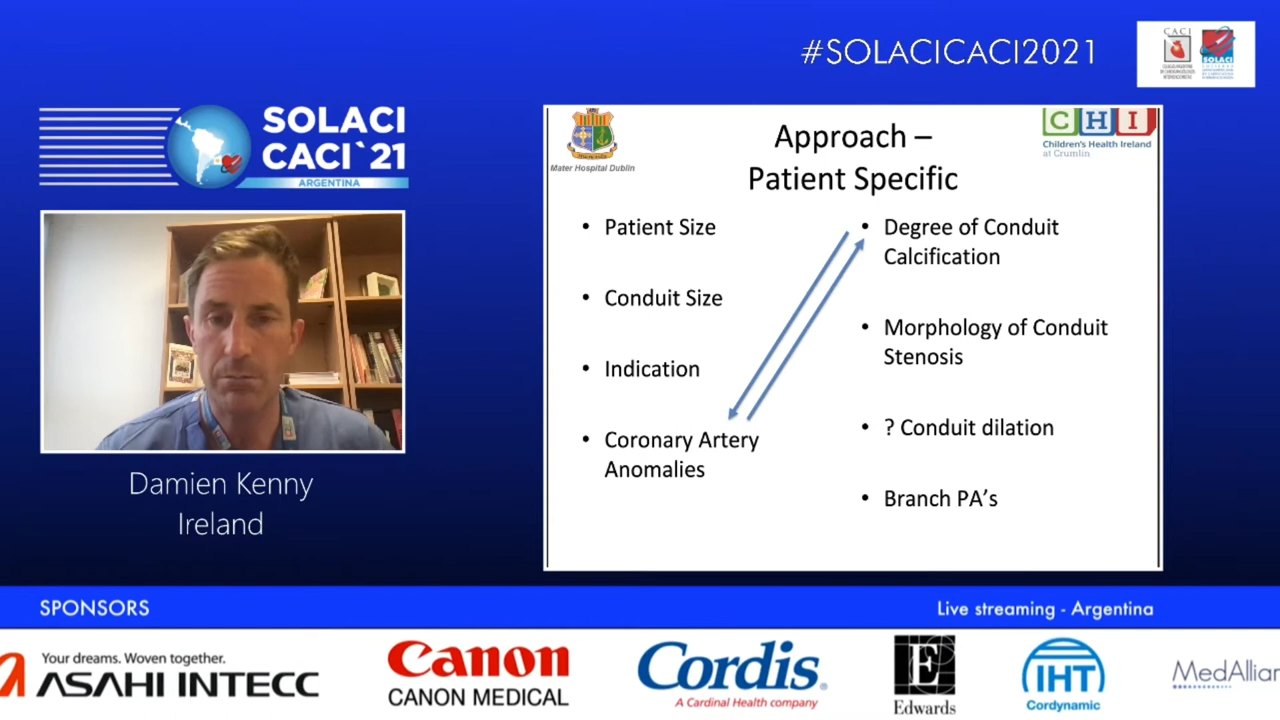 #SOLACICACI2021
CACI
SOLACI
SOLACI
CACI`21
ARGENTINA
Damien Kenny
Ireland
Mater Hospital Dublin
CHI
Children's Health Ireland
at Crumlin
Approach –
Patient Specific
• Patient Size
• Conduit Size
• Indication
• Coronary Artery
Anomalies
• Degree of Conduit
Calcification
• Morphology of Conduit
Stenosis
• ? Conduit dilation
• Branch PA's
SPONSORS
Live streaming - Argentina
Your dreams. Woven together.
ASAHI INTECC
Canon
CANON MEDICAL
Cordis®
A Cardinal Health company
E
Edwards
IHT
Cordynamic
MedAllian